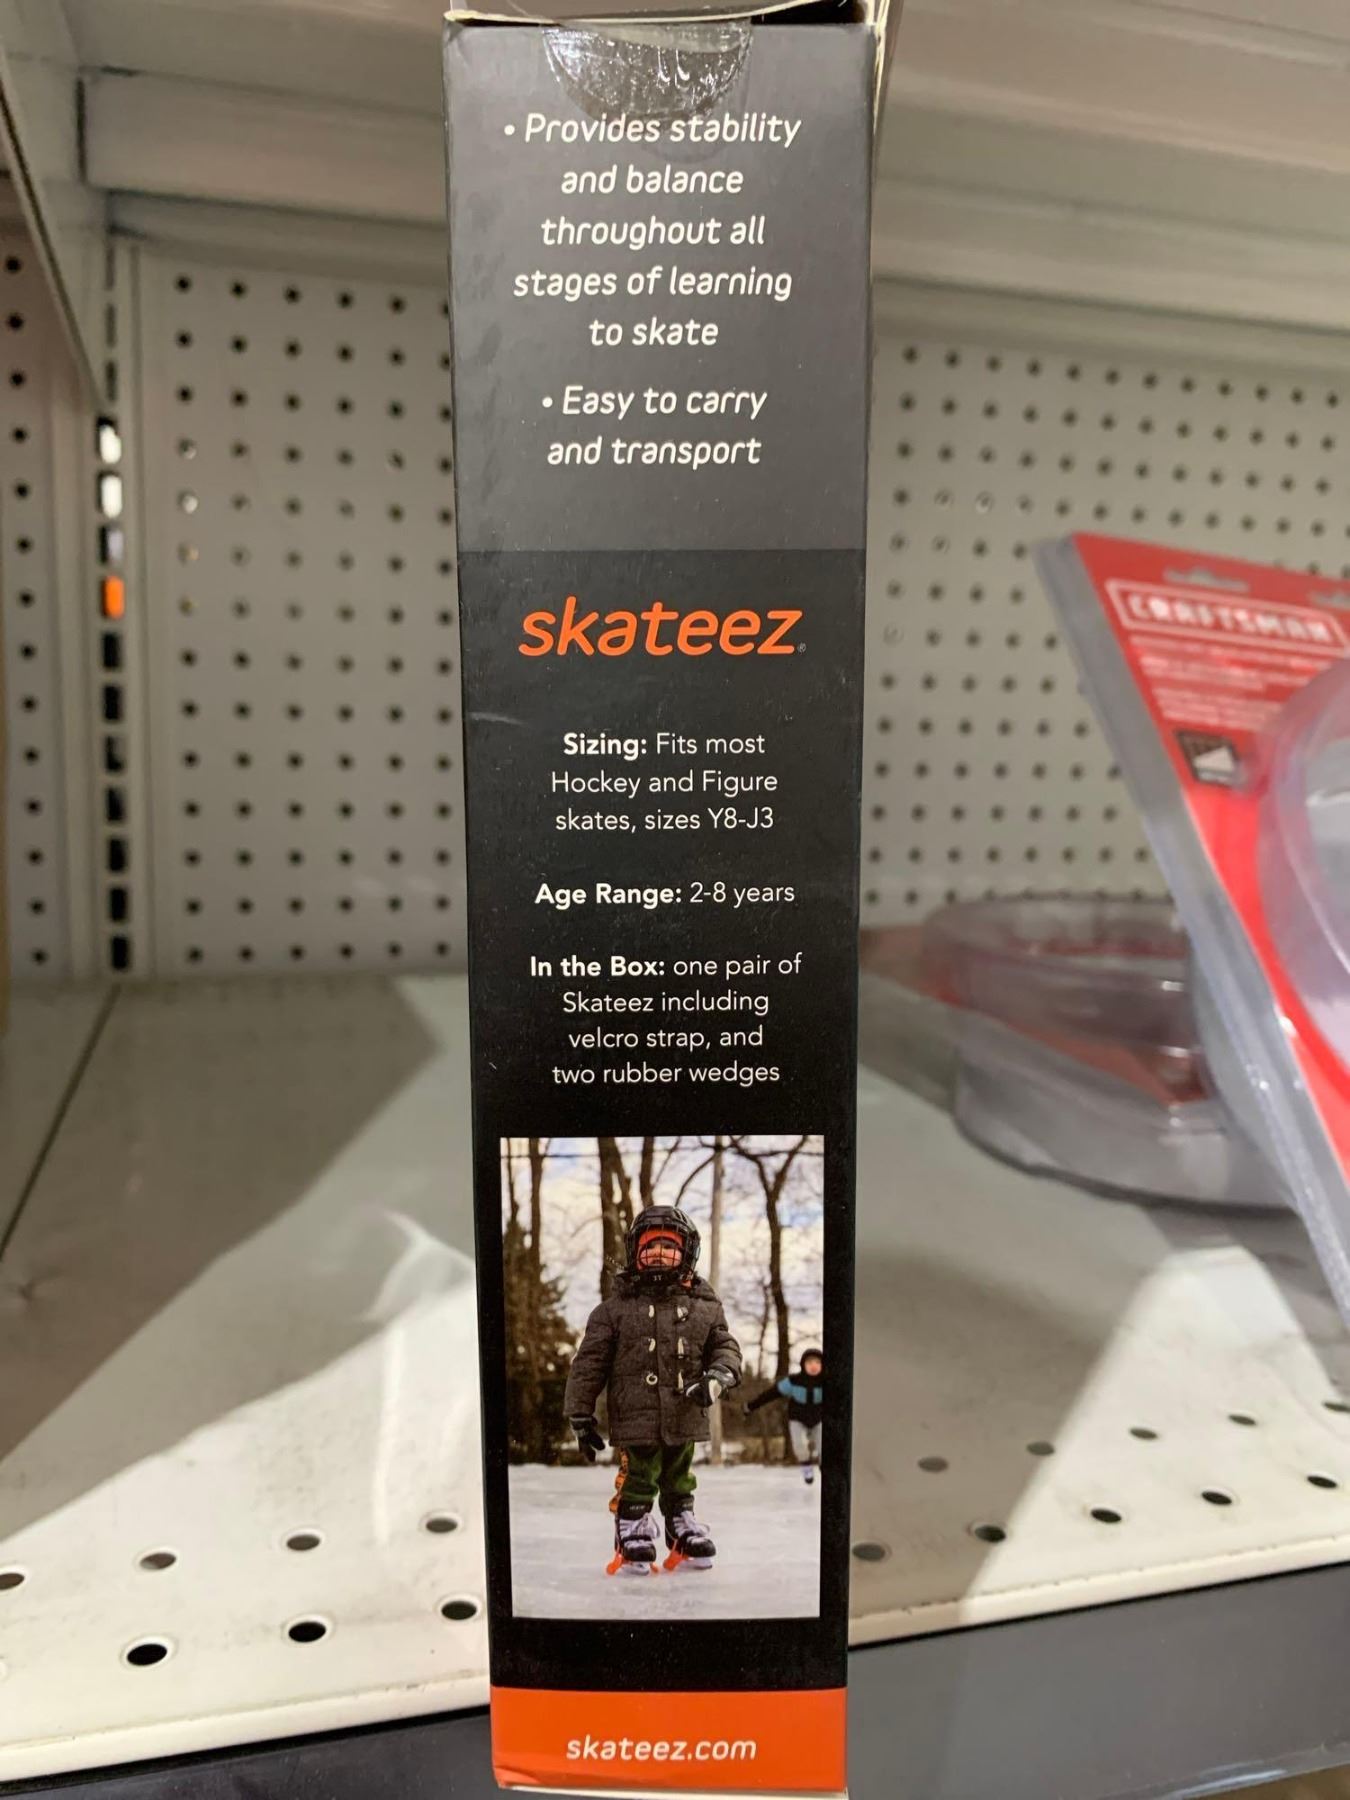 • Provides stability
and balance
throughout all
stages of learning
to skate
• Easy to carry
and transport
skateez®
Sizing: Fits most
Hockey and Figure
skates, sizes Y8-J3
Age Range: 2-8 years
In the Box: one pair of
Skateez including
velcro strap, and
two rubber wedges
skateez.com
CRAFTSMAN